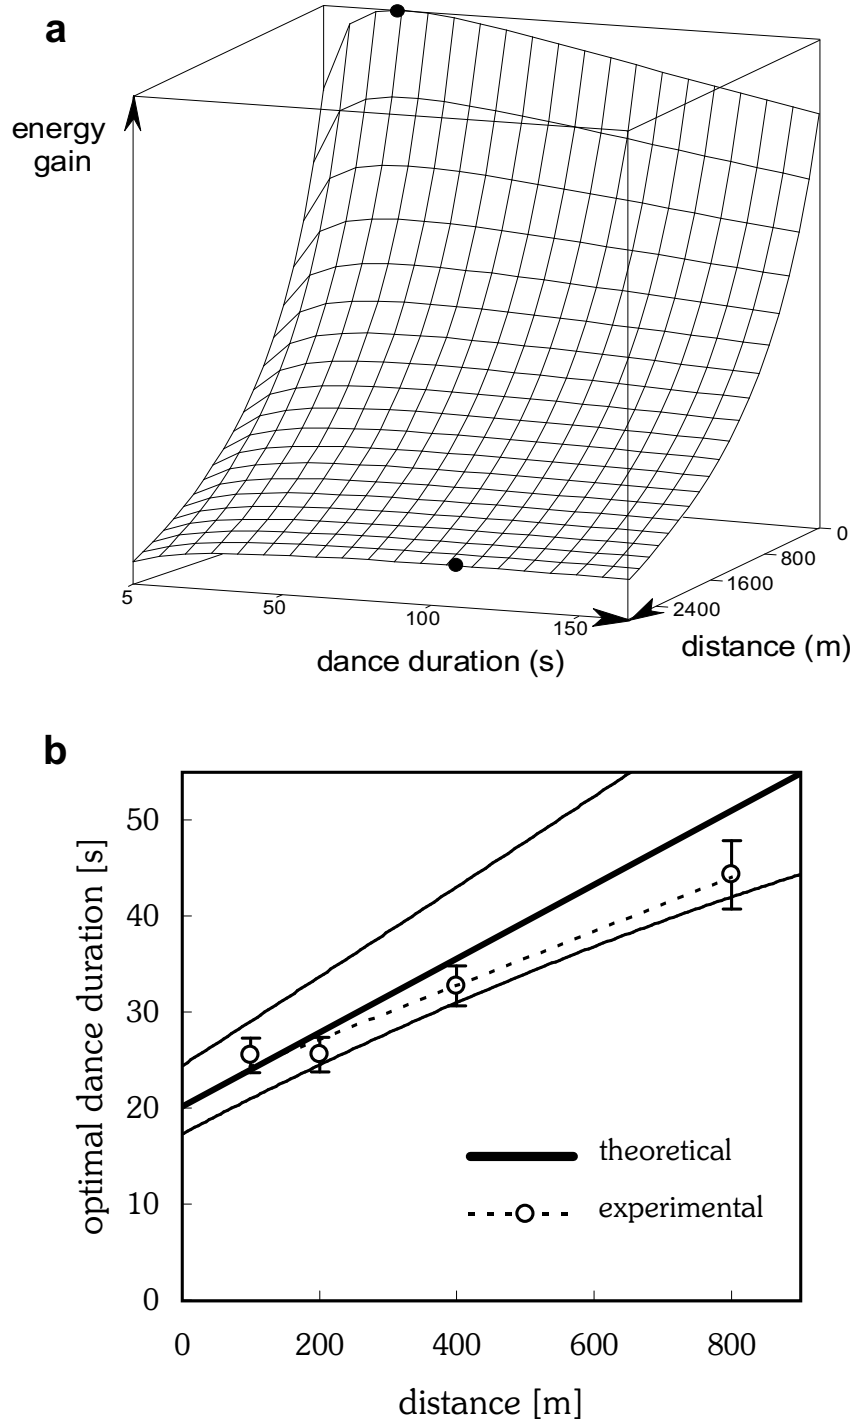 a
energy
gain
0
800
1600
2400
5
50
100
150
distance (m)
dance duration (s)
b
optimal dance duration [s]
50
40
30
20
10
0
theoretical
experimental
0 200 400 600 800
distance [m]